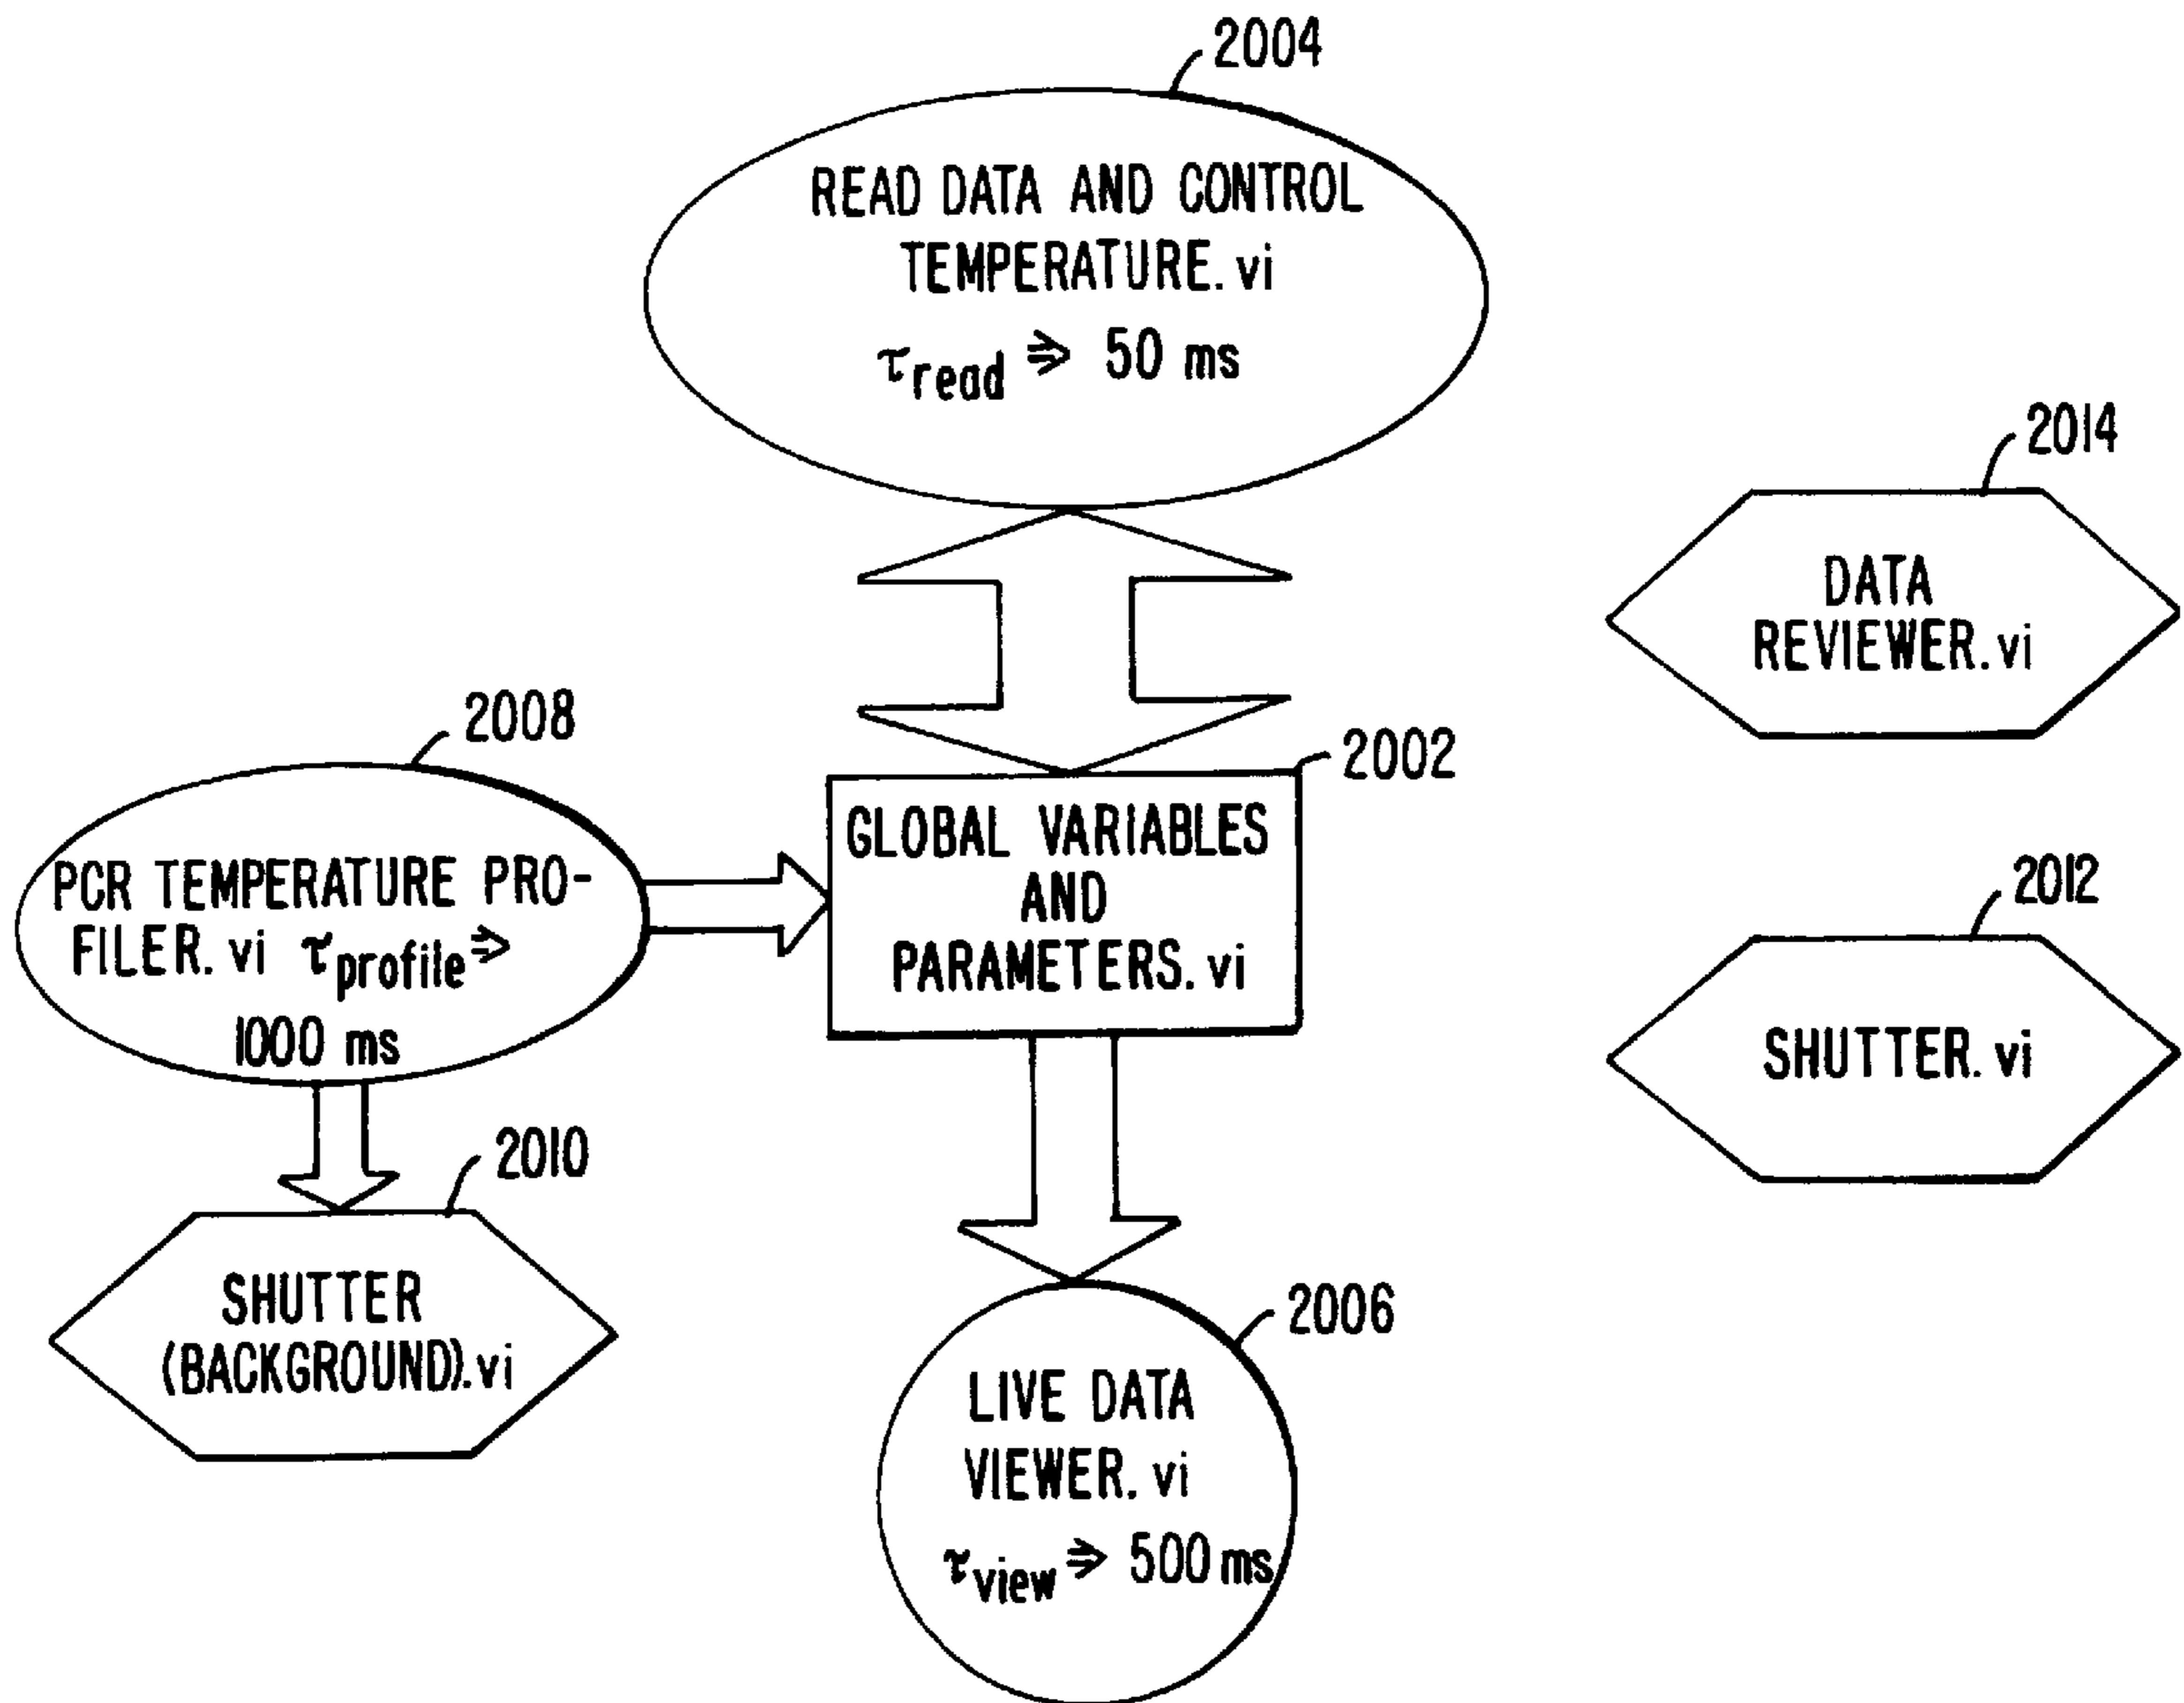 2004
READ DATA AND CONTROL
TEMPERATURE.vi
τread ⩾ 50 ms
2014
DATA
REVIEWER.vi
2008
PCR TEMPERATURE PRO-
FILER.vi τprofile ⩾
1000 ms
2002
GLOBAL VARIABLES
AND
PARAMETERS.vi
2012
SHUTTER.vi
2010
SHUTTER
(BACKGROUND).vi
2006
LIVE DATA
VIEWER.vi
τview ⩾ 500 ms